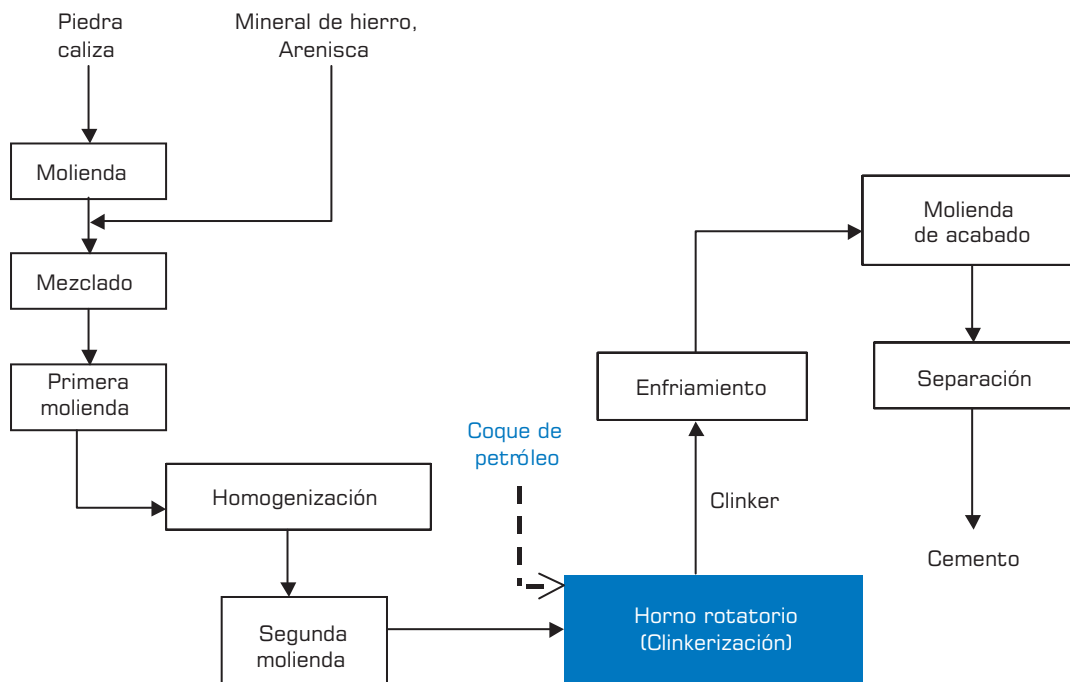 Piedra
caliza
Mineral de hierro,
Arenisca
Molienda
Mezclado
Primera
molienda
Homogenización
Segunda
molienda
Coque de
petróleo
Horno rotatorio
(Clinkerización)
Clinker
Enfriamiento
Molienda
de acabado
Separación
Cemento